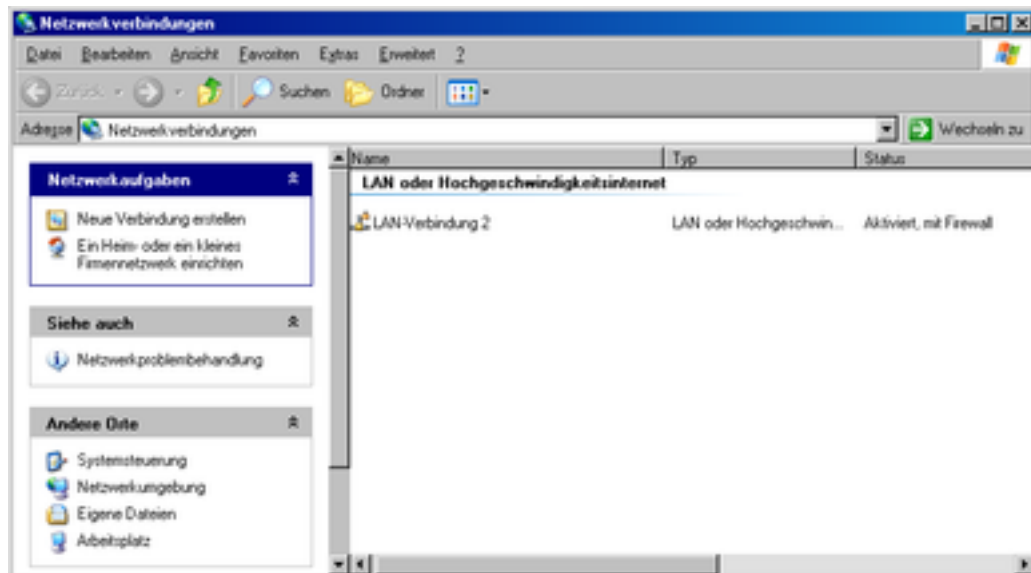 Netzwerkverbindungen
Datei Bearbeiten Ansicht Favoriten Extras Erweitert ?
Zurück Suchen Ordner
Adresse Netzwerkverbindungen Wechseln zu
Netzwerkaufgaben
Neue Verbindung erstellen
Ein Heim- oder ein kleines
Firmennetzwerk einrichten
Siehe auch
Netzwerkproblembehandlung
Andere Orte
Systemsteuerung
Netzwerkumgebung
Eigene Dateien
Arbeitsplatz
Name Typ Status
LAN oder Hochgeschwindigkeitsinternet
LAN-Verbindung 2 LAN oder Hochgeschwin... Aktiviert, mit Firewall